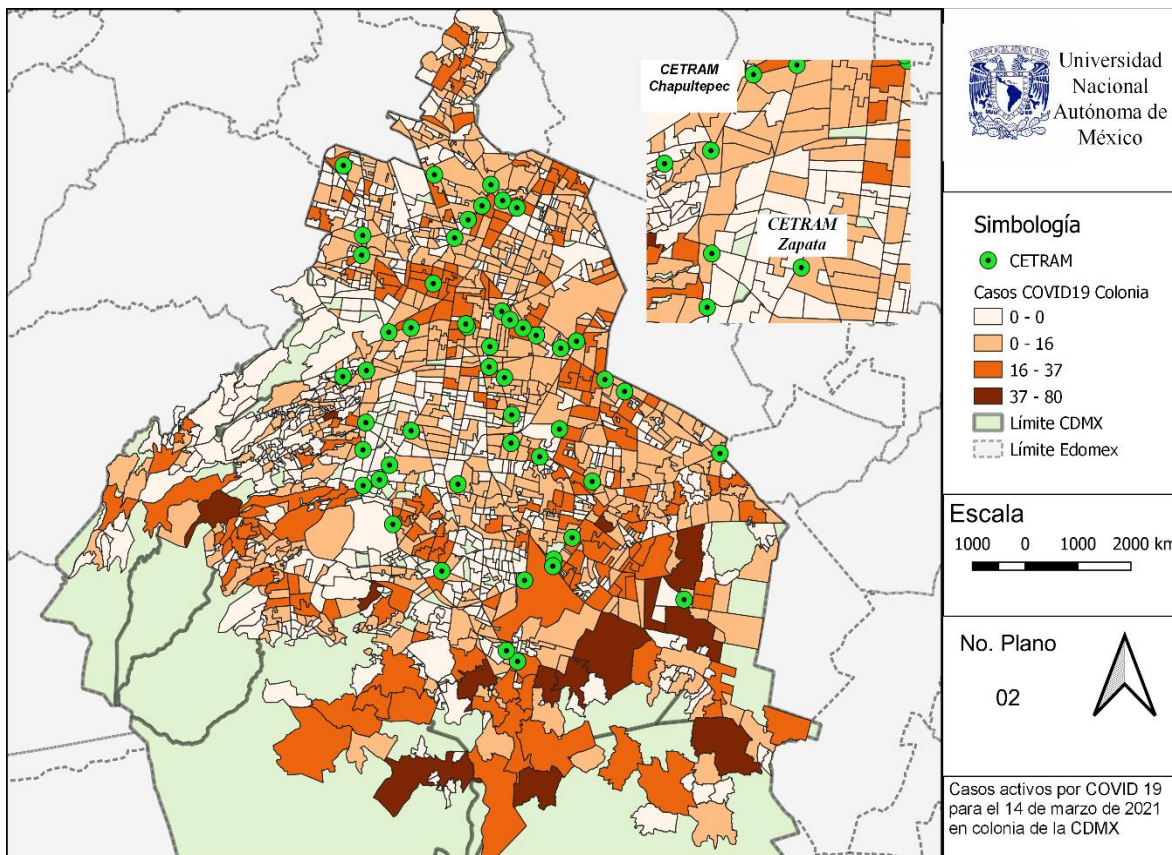 CETRAM
Chapultepec
CETRAM
Zapata
Universidad
Nacional
Autónoma de
México
Simbología
CETRAM
Casos COVID19 Colonia
0 - 0
0 - 16
16 - 37
37 - 80
Límite CDMX
Límite Edomex
Escala
1000 0 1000 2000 km
No. Plano
02
Casos activos por COVID 19
para el 14 de marzo de 2021
en colonia de la CDMX